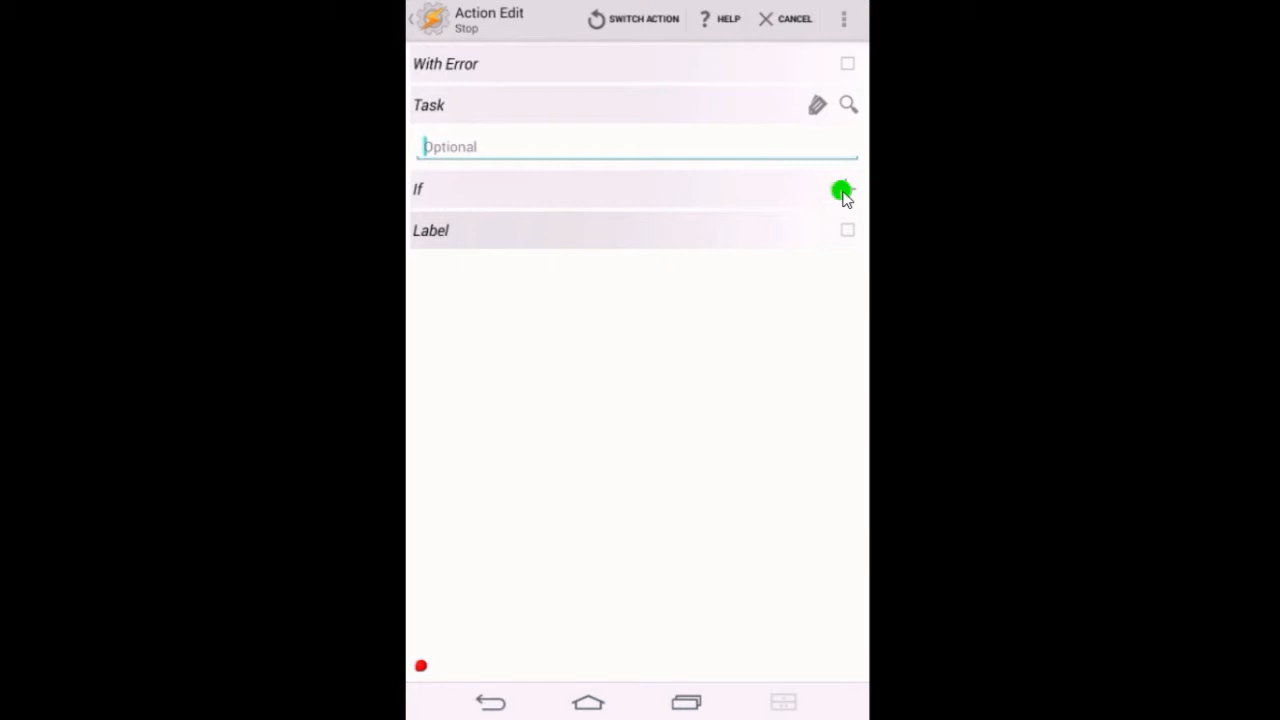 Action Edit
Stop
SWITCH ACTION
? HELP
CANCEL
With Error
Task
Optional
If
Label